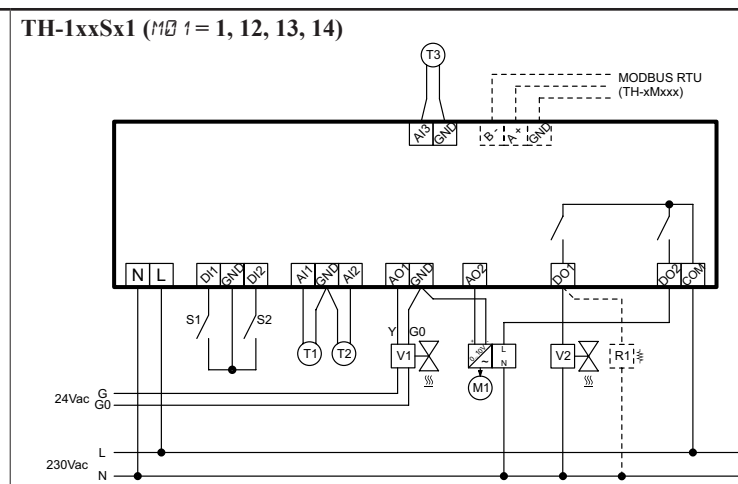 TH-1xxSx1 (M01 = 1, 12, 13, 14)
T3
MODBUS RTU
(TH-xMxxx)
AI3 GND B - A + GND
N L DI1 GND DI2 AI1 GND AI2 AO1 GND AO2 DO1 DO2 COM
S1 S2 Y G0
T1 T2 V1 0 10V ~ L N V2 R1
+ -
M1
24Vac G
G0
230Vac L
N